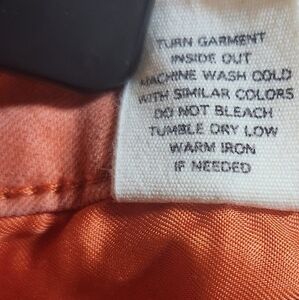 TURN GARMENT
INSIDE OUT
MACHINE WASH COLD
WITH SIMILAR COLORS
DO NOT BLEACH
TUMBLE DRY LOW
WARM IRON
IF NEEDED